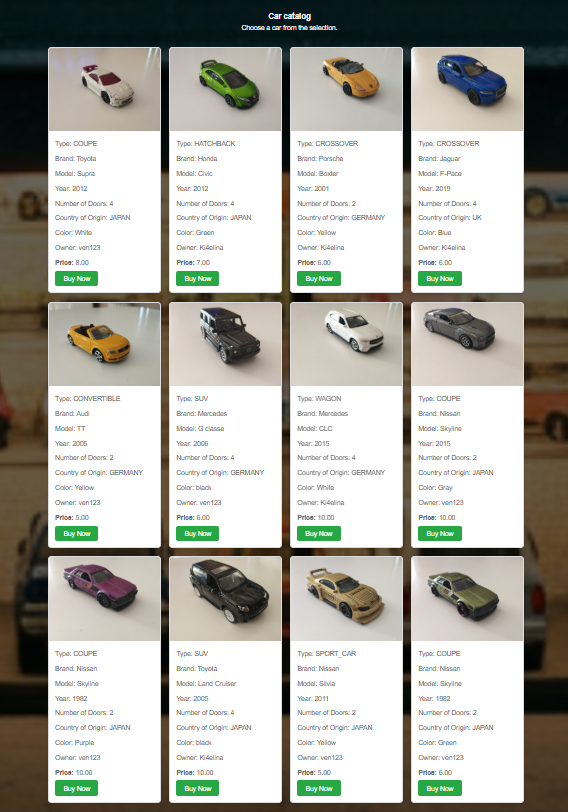 Car catalog
Choose a car from the selection.
Type: COUPE
Brand: Toyota
Model: Supra
Year: 2012
Number of Doors: 4
Country of Origin: JAPAN
Color: White
Owner: ven123
Price: 8.00
Buy Now
Type: HATCHBACK
Brand: Honda
Model: Civic
Year: 2012
Number of Doors: 4
Country of Origin: JAPAN
Color: Green
Owner: Ki4elina
Price: 7.00
Buy Now
Type: CROSSOVER
Brand: Porsche
Model: Boxter
Year: 2001
Number of Doors: 2
Country of Origin: GERMANY
Color: Yellow
Owner: Ki4elina
Price: 6.00
Buy Now
Type: CROSSOVER
Brand: Jaguar
Model: F-Pace
Year: 2019
Number of Doors: 4
Country of Origin: UK
Color: Blue
Owner: Ki4elina
Price: 6.00
Buy Now
Type: CONVERTIBLE
Brand: Audi
Model: TT
Year: 2005
Number of Doors: 2
Country of Origin: GERMANY
Color: Yellow
Owner: ven123
Price: 5.00
Buy Now
Type: SUV
Brand: Mercedes
Model: G classe
Year: 2006
Number of Doors: 4
Country of Origin: GERMANY
Color: black
Owner: ven123
Price: 6.00
Buy Now
Type: WAGON
Brand: Mercedes
Model: CLC
Year: 2015
Number of Doors: 4
Country of Origin: GERMANY
Color: White
Owner: Ki4elina
Price: 10.00
Buy Now
Type: COUPE
Brand: Nissan
Model: Skyline
Year: 2015
Number of Doors: 2
Country of Origin: JAPAN
Color: Gray
Owner: ven123
Price: 10.00
Buy Now
Type: COUPE
Brand: Nissan
Model: Skyline
Year: 1982
Number of Doors: 2
Country of Origin: JAPAN
Color: Purple
Owner: ven123
Price: 10.00
Buy Now
Type: SUV
Brand: Toyota
Model: Land Cruiser
Year: 2005
Number of Doors: 4
Country of Origin: JAPAN
Color: black
Owner: Ki4elina
Price: 10.00
Buy Now
Type: SPORT_CAR
Brand: Nissan
Model: Silvia
Year: 2011
Number of Doors: 2
Country of Origin: JAPAN
Color: Yellow
Owner: ven123
Price: 5.00
Buy Now
Type: COUPE
Brand: Nissan
Model: Skyline
Year: 1982
Number of Doors: 2
Country of Origin: JAPAN
Color: Green
Owner: ven123
Price: 6.00
Buy Now